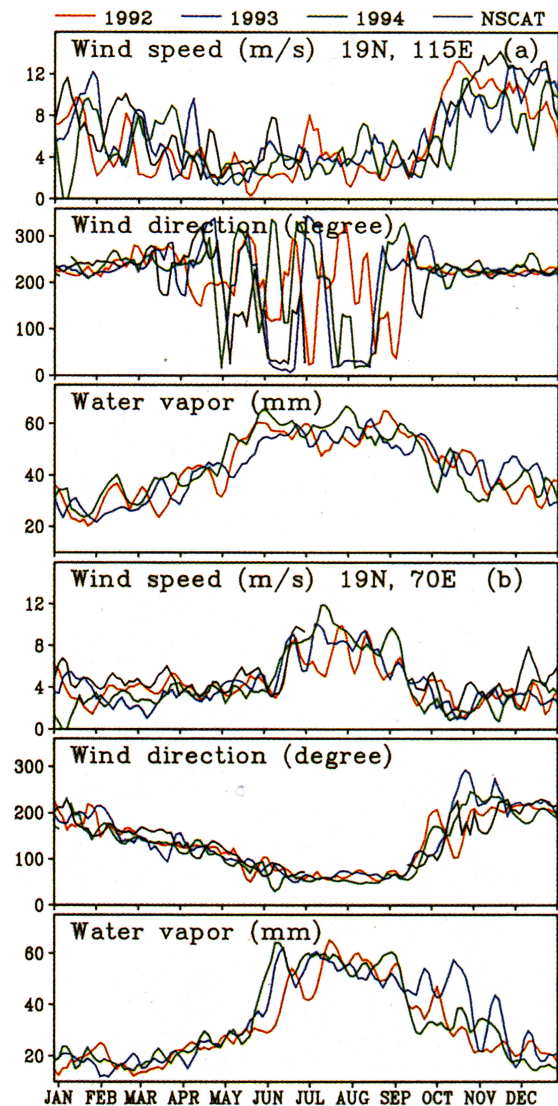 1992 1993 1994 NSCAT
Wind speed (m/s) 19N, 115E (a)
12
8
4
0
Wind direction (degree)
300
200
100
0
Water vapor (mm)
60
40
20
Wind speed (m/s) 19N, 70E (b)
12
8
4
0
Wind direction (degree)
300
200
100
0
Water vapor (mm)
60
40
20
JAN FEB MAR APR MAY JUN JUL AUG SEP OCT NOV DEC